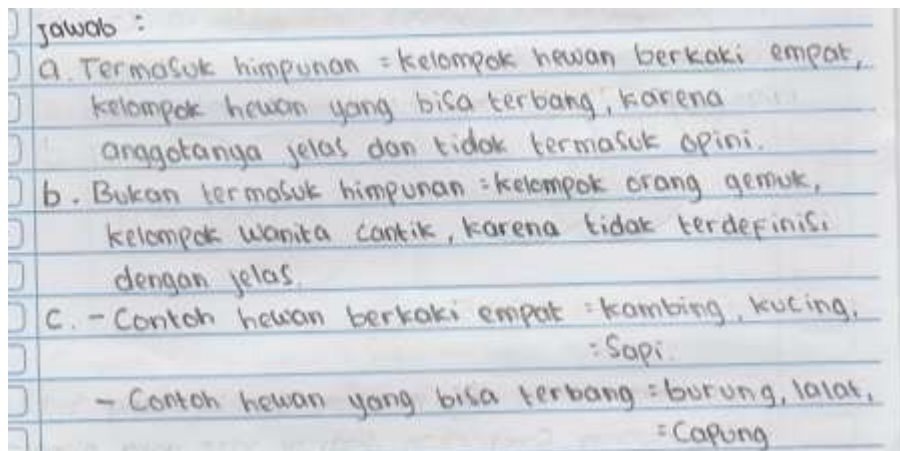 Jawab :
a. Termasuk himpunan = kelompok hewan berkaki empat,
kelompok hewan yang bisa terbang, karena
anggotanya jelas dan tidak termasuk opini.
b. Bukan termasuk himpunan = kelompok orang gemuk,
kelompok wanita cantik, karena tidak terdefinisi
dengan jelas.
C. - Contoh hewan berkaki empat = kambing, kucing,
= Sapi.
- Contoh hewan yang bisa terbang = burung, lalat,
= Capung